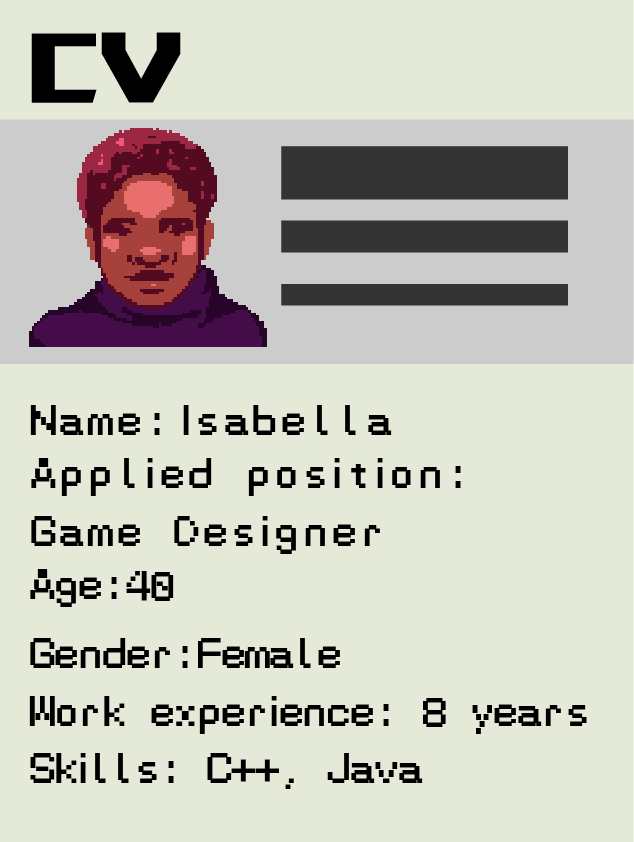 CV
Name: Isabella
Applied position:
Game Designer
Age:40
Gender:Female
Work experience: 8 years
Skills: C++, Java